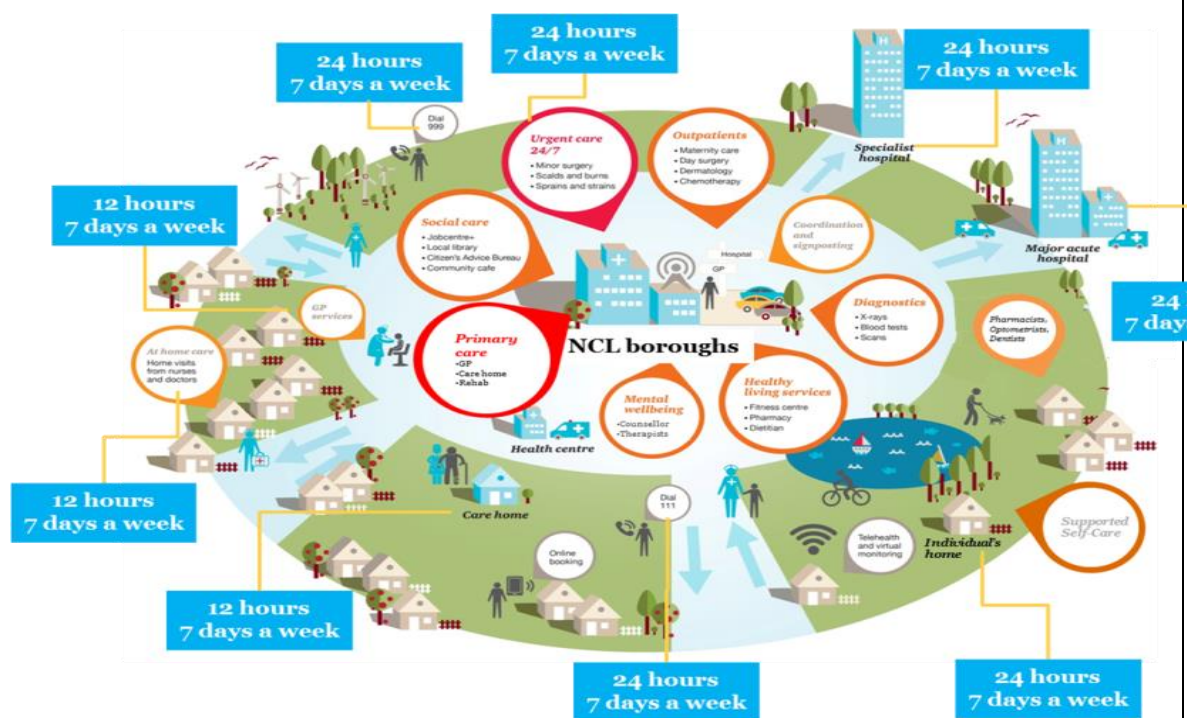 24 hours
7 days a week
24 hours
7 days a week
24 hours
7 days a week
Dial
999
Urgent care
24/7
• Minor surgery
• Scalds and burns
• Sprains and strains
Outpatients
• Maternity care
• Day surgery
• Dermatology
• Chemotherapy
H
Specialist
hospital
H
Major acute
hospital
12 hours
7 days a week
Social care
• Jobcentre+
• Local library
• Citizen's Advice Bureau
• Community cafe
Coordination
and
signposting
Hospital
GP
24
7 day
GP
services
Diagnostics
• X-rays
• Blood tests
• Scans
Pharmacists,
Optometrists,
Dentists
At home care
Home visits
from nurses
and doctors
Primary
care
•GP
•Care home
•Rehab
NCL boroughs
Mental
wellbeing
•Counsellor
•Therapists
Healthy
living services
• Fitness centre
• Pharmacy
• Dietitian
Health centre
12 hours
7 days a week
Care home
Dial
111
Online
booking
Telehealth
and virtual
monitoring
Individual's
home
Supported
Self-Care
12 hours
7 days a week
24 hours
7 days a week
24 hours
7 days a week